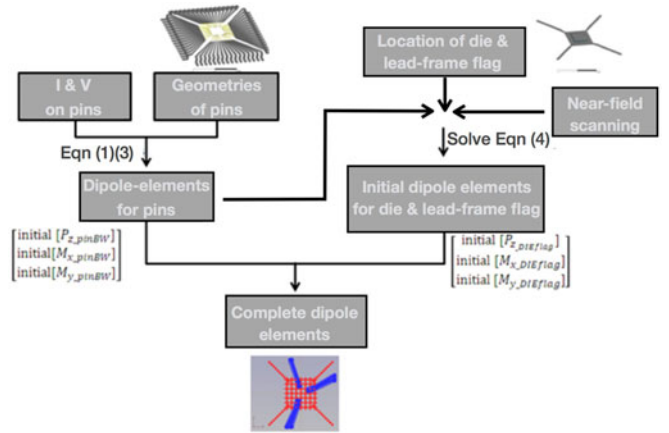 Location of die &
lead-frame flag
I & V
on pins
Geometries
of pins
Near-field
scanning
Eqn (1)(3)
Solve Eqn (4)
Dipole-elements
for pins
Initial dipole elements
for die & lead-frame flag
initial [P_z_pinBW]
initial[M_x_pinBW]
initial[M_y_pinBW]
initial [P_z_DIEflag]
initial [M_x_DIEflag]
initial [M_y_DIEflag]
Complete dipole
elements